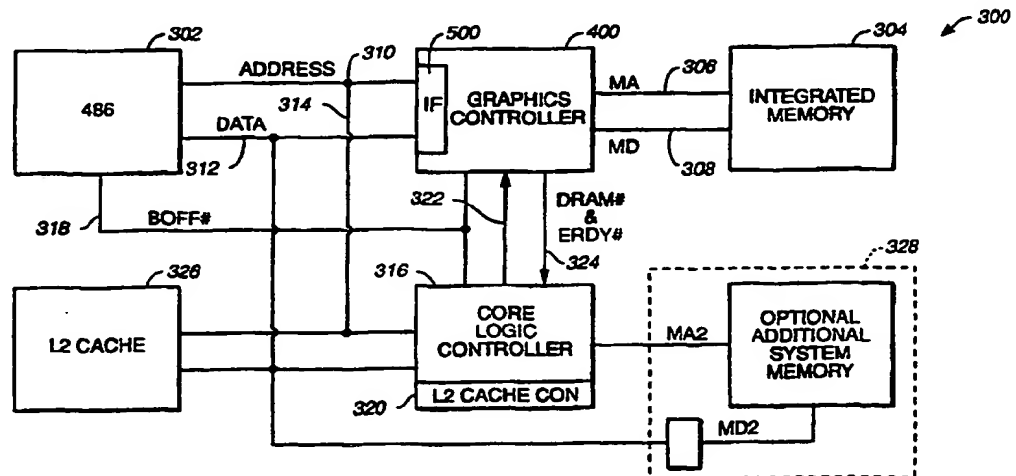 300
302
486
ADDRESS
310
314
DATA
312
500
IF
400
GRAPHICS
CONTROLLER
MA
306
MD
308
304
INTEGRATED
MEMORY
318
BOFF#
322
DRAM#
&
ERDY#
324
326
L2 CACHE
316
CORE
LOGIC
CONTROLLER
320
L2 CACHE CON
328
MA2
OPTIONAL
ADDITIONAL
SYSTEM
MEMORY
MD2